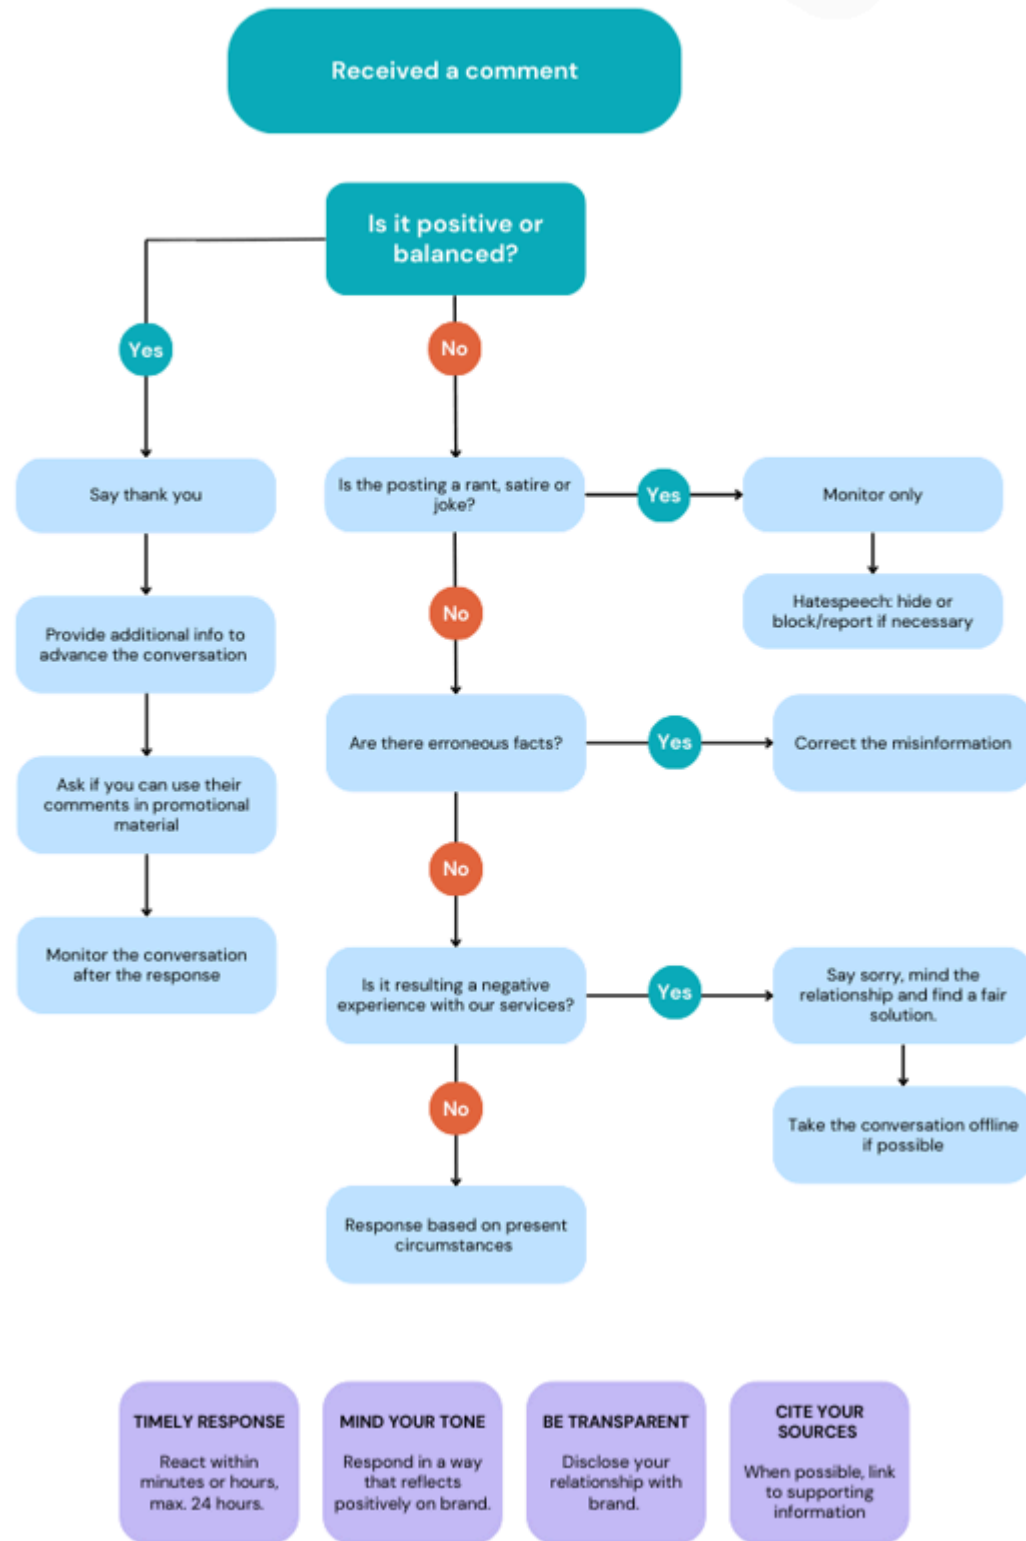 Received a comment
Is it positive or
balanced?
Yes
No
Say thank you
Is the posting a rant, satire or
joke?
Yes
Monitor only
Hatespeech: hide or
block/report if necessary
No
Provide additional info to
advance the conversation
Are there erroneous facts?
Yes
Correct the misinformation
Ask if you can use their
comments in promotional
material
No
Monitor the conversation
after the response
Is it resulting a negative
experience with our services?
Yes
Say sorry, mind the
relationship and find a fair
solution.
No
Take the conversation offline
if possible
Response based on present
circumstances
TIMELY RESPONSE
React within
minutes or hours,
max. 24 hours.
MIND YOUR TONE
Respond in a way
that reflects
positively on brand.
BE TRANSPARENT
Disclose your
relationship with
brand.
CITE YOUR
SOURCES
When possible, link
to supporting
information